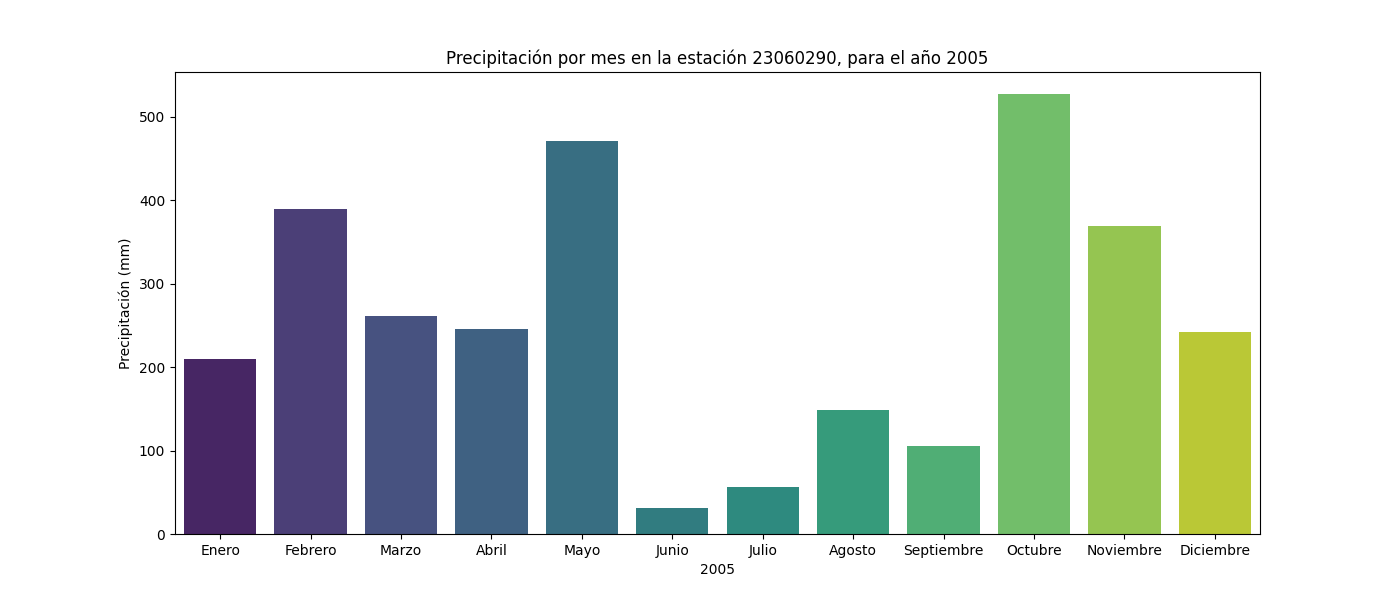 Precipitación por mes en la estación 23060290, para el año 2005
Precipitación (mm)
500
400
300
200
100
0
Enero Febrero Marzo Abril Mayo Junio Julio Agosto Septiembre Octubre Noviembre Diciembre
2005